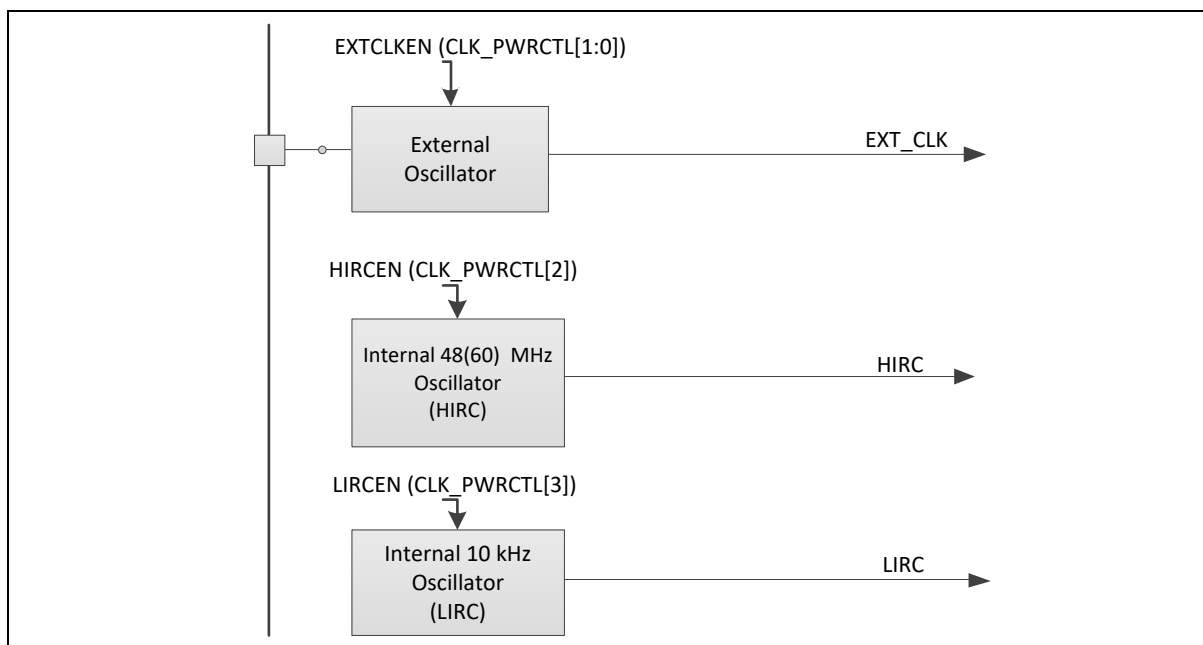 EXTCLKEN (CLK_PWRCTL[1:0])
External
Oscillator
EXT_CLK
HIRCEN (CLK_PWRCTL[2])
Internal 48(60) MHz
Oscillator
(HIRC)
HIRC
LIRCEN (CLK_PWRCTL[3])
Internal 10 kHz
Oscillator
(LIRC)
LIRC